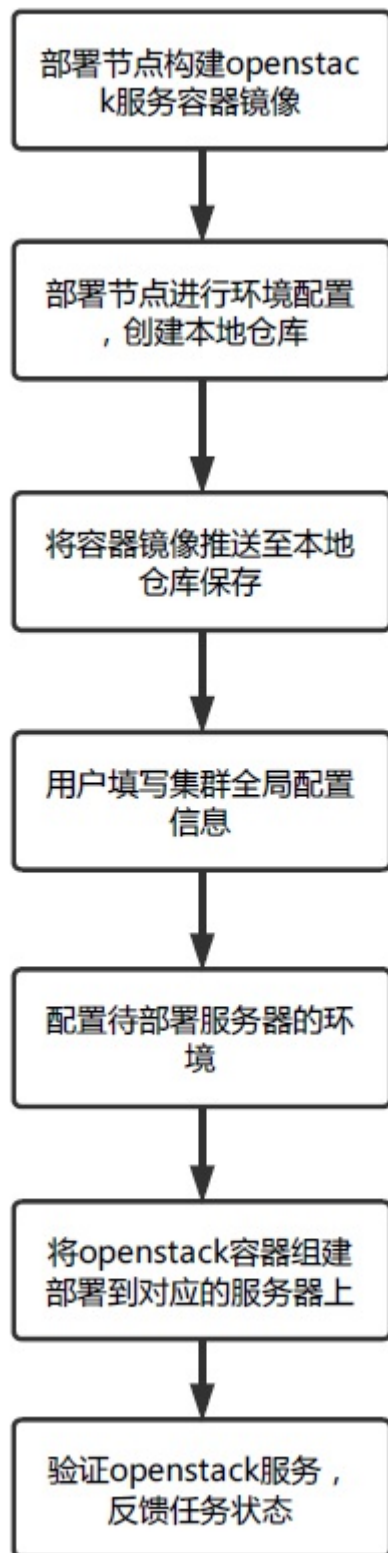 部署节点构建openstac
k服务容器镜像
部署节点进行环境配置
，创建本地仓库
将容器镜像推送至本地
仓库保存
用户填写集群全局配置
信息
配置待部署服务器的环
境
将openstack容器组建
部署到对应的服务器上
验证openstack服务，
反馈任务状态